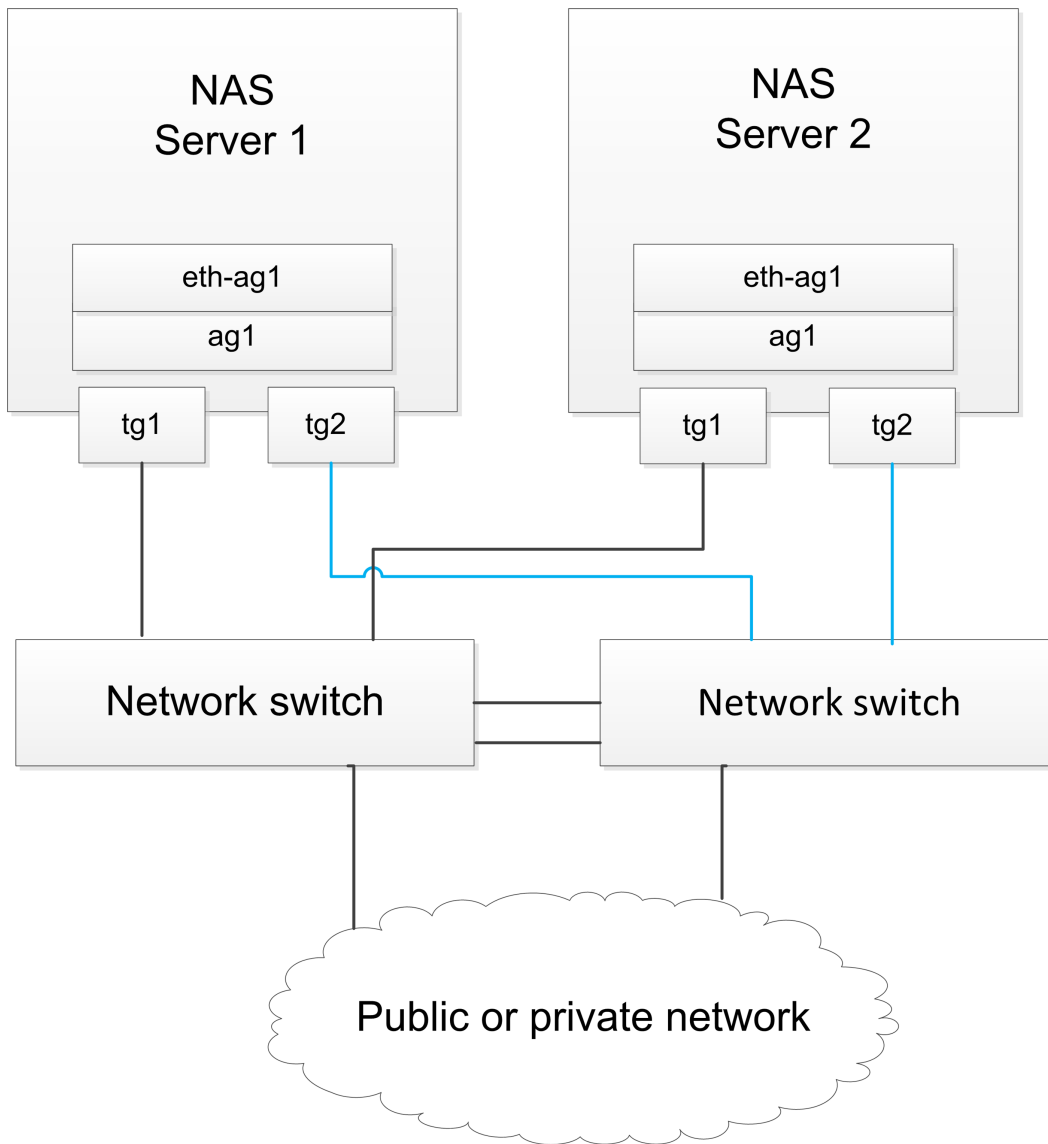 NAS
Server 1
NAS
Server 2
eth-ag1
ag1
eth-ag1
ag1
tg1
tg2
tg1
tg2
Network switch
Network switch
Public or private network